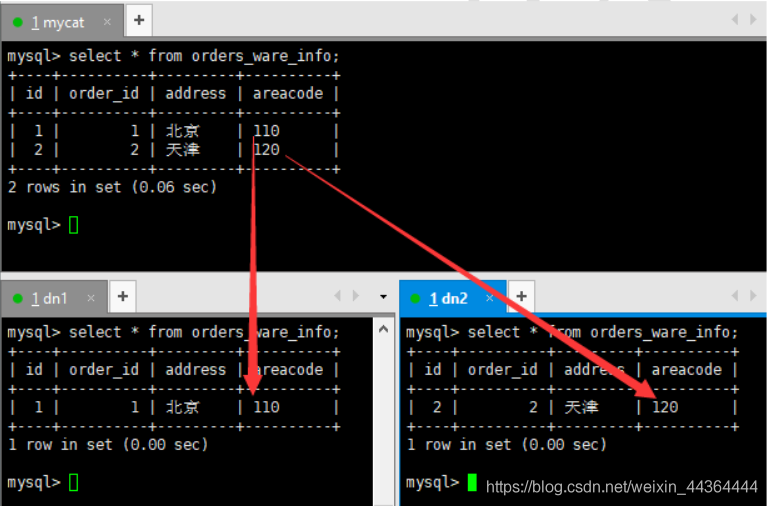 1 mycat × +
mysql> select * from orders_ware_info;
+----+----------+---------+----------+
| id | order_id | address | areacode |
+----+----------+---------+----------+
| 1 | 1 | 北京 | 110 |
| 2 | 2 | 天津 | 120 |
+----+----------+---------+----------+
2 rows in set (0.06 sec)
mysql>
1 dn1 × +
mysql> select * from orders_ware_info;
+----+----------+---------+----------+
| id | order_id | address | areacode |
+----+----------+---------+----------+
| 1 | 1 | 北京 | 110 |
+----+----------+---------+----------+
1 row in set (0.00 sec)
mysql>
1 dn2 × +
mysql> select * from orders_ware_info;
+----+----------+---------+----------+
| id | order_id | address | areacode |
+----+----------+---------+----------+
| 2 | 2 | 天津 | 120 |
+----+----------+---------+----------+
1 row in set (0.00 sec)
mysql>
https://blog.csdn.net/weixin_44364444